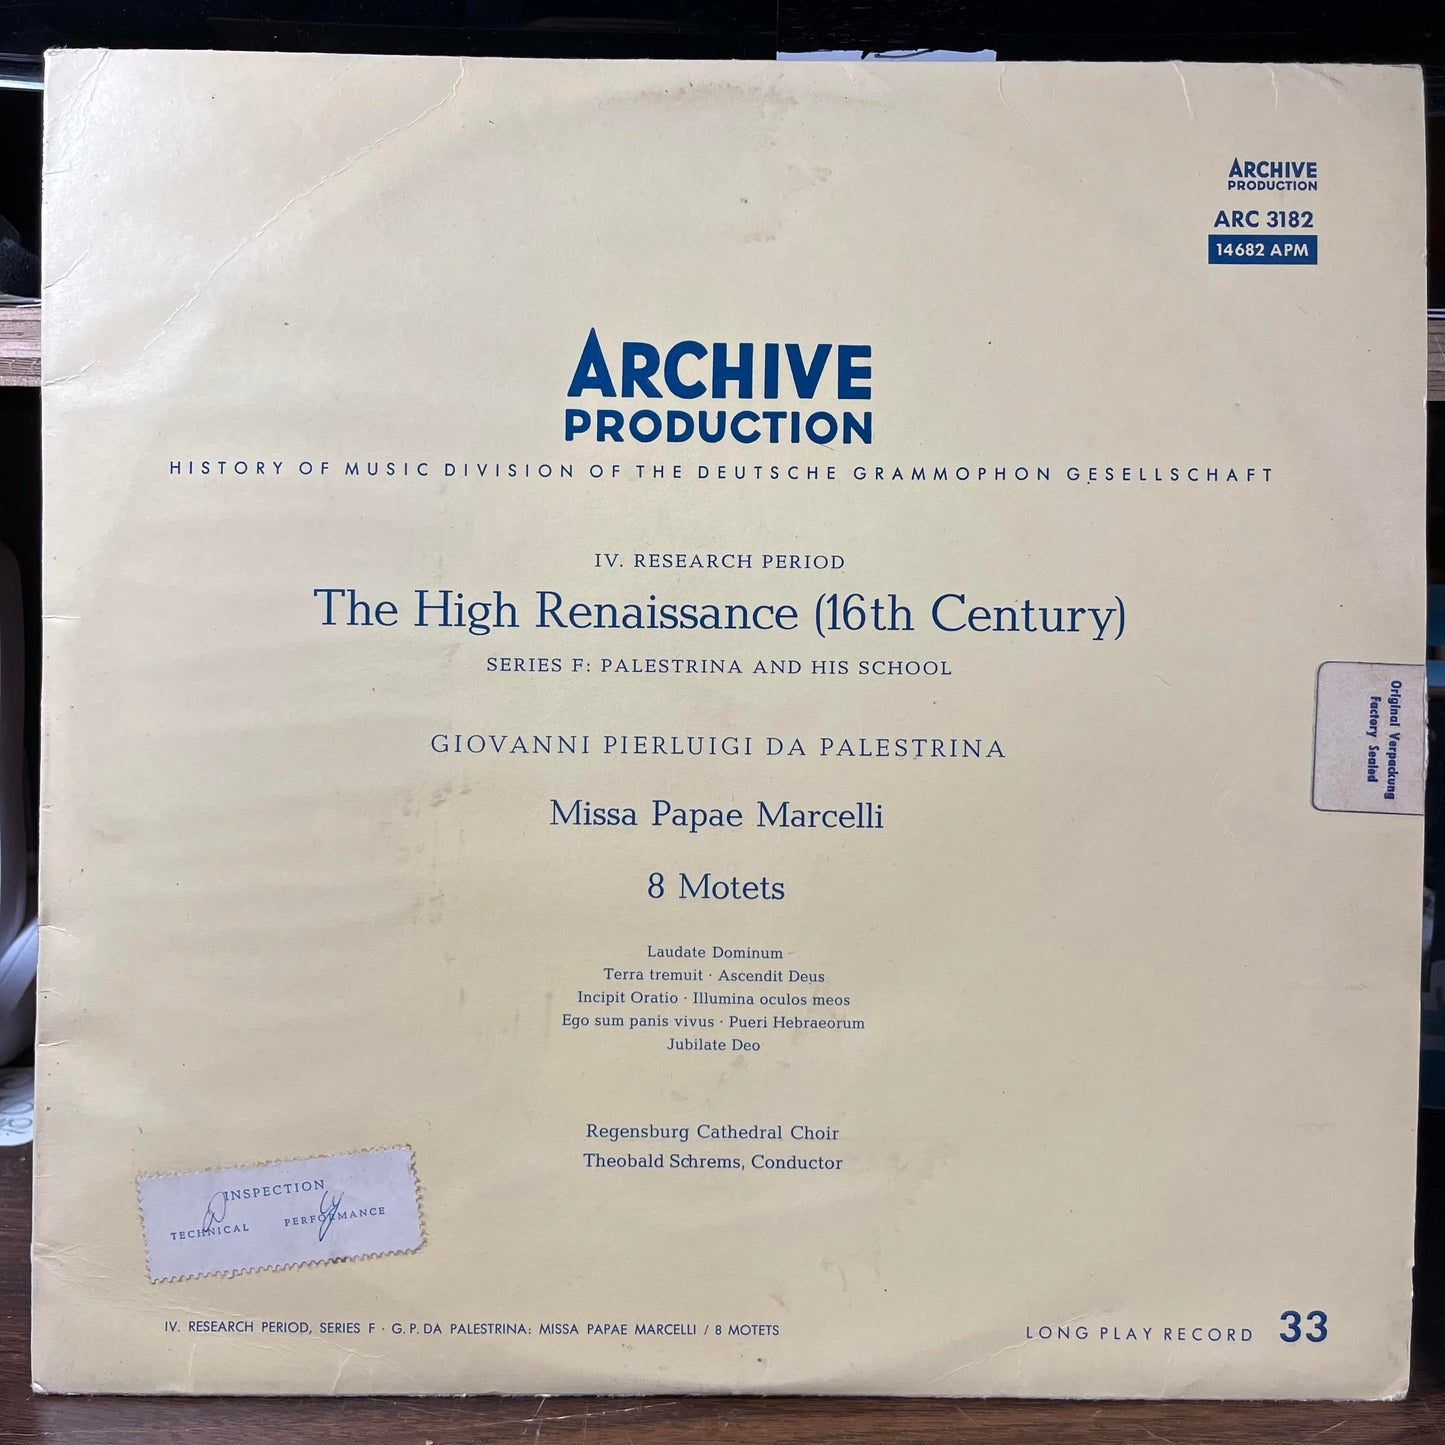 ARCHIVE
PRODUCTION
ARC 3182
14682 APM
ARCHIVE
PRODUCTION
HISTORY OF MUSIC DIVISION OF THE DEUTSCHE GRAMMOPHON GESELLSCHAFT
IV. RESEARCH PERIOD
The High Renaissance (16th Century)
SERIES F: PALESTRINA AND HIS SCHOOL
Original Verpackung
Factory Sealed
GIOVANNI PIERLUIGI DA PALESTRINA
Missa Papae Marcelli
8 Motets
Laudate Dominum
Terra tremuit · Ascendit Deus
Incipit Oratio · Illumina oculos meos
Ego sum panis vivus · Pueri Hebraeorum
Jubilate Deo
Regensburg Cathedral Choir
Theobald Schrems, Conductor
INSPECTION
TECHNICAL PERFORMANCE
IV. RESEARCH PERIOD, SERIES F · G. P. DA PALESTRINA: MISSA PAPAE MARCELLI / 8 MOTETS
LONG PLAY RECORD 33